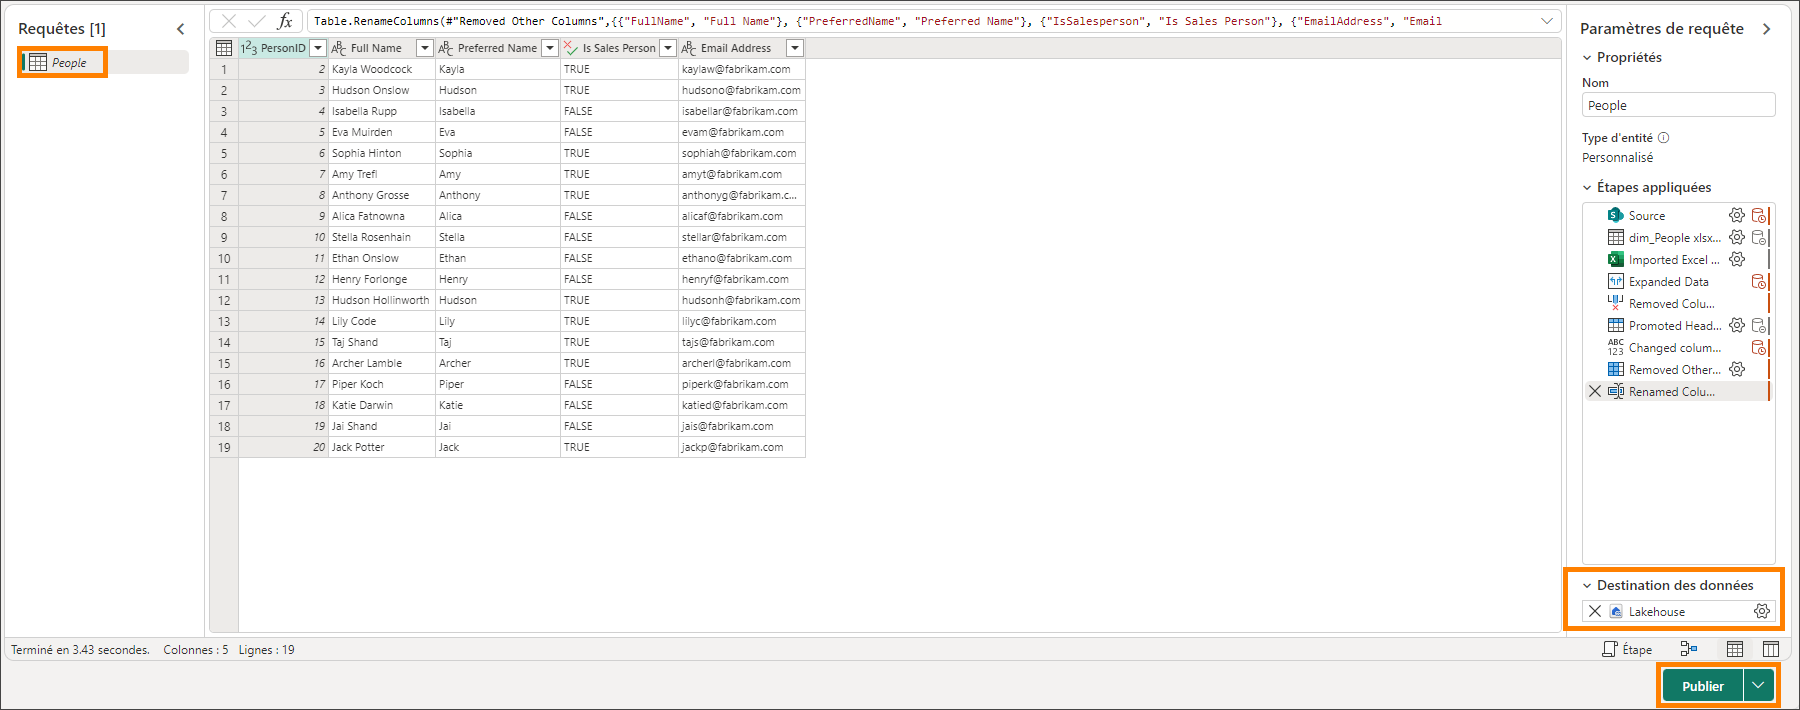 Requêtes [1]
People
fx Table.RenameColumns(#"Removed Other Columns",{{"FullName", "Full Name"}, {"PreferredName", "Preferred Name"}, {"IsSalesperson", "Is Sales Person"}, {"EmailAddress", "Email
123 PersonID ABC Full Name ABC Preferred Name Is Sales Person ABC Email Address
1 2 Kayla Woodcock Kayla TRUE kaylaw@fabrikam.com
2 3 Hudson Onslow Hudson TRUE hudsono@fabrikam.com
3 4 Isabella Rupp Isabella FALSE isabellar@fabrikam.com
4 5 Eva Muirden Eva FALSE evam@fabrikam.com
5 6 Sophia Hinton Sophia TRUE sophiah@fabrikam.com
6 7 Amy Trefl Amy TRUE amyt@fabrikam.com
7 8 Anthony Grosse Anthony TRUE anthonyg@fabrikam.c...
8 9 Alica Fatnowna Alica FALSE alicaf@fabrikam.com
9 10 Stella Rosenhain Stella FALSE stellar@fabrikam.com
10 11 Ethan Onslow Ethan FALSE ethano@fabrikam.com
11 12 Henry Forlonge Henry FALSE henryf@fabrikam.com
12 13 Hudson Hollinworth Hudson TRUE hudsonh@fabrikam.com
13 14 Lily Code Lily TRUE lilyc@fabrikam.com
14 15 Taj Shand Taj TRUE tajs@fabrikam.com
15 16 Archer Lamble Archer TRUE archerl@fabrikam.com
16 17 Piper Koch Piper FALSE piperk@fabrikam.com
17 18 Katie Darwin Katie FALSE katied@fabrikam.com
18 19 Jai Shand Jai FALSE jais@fabrikam.com
19 20 Jack Potter Jack TRUE jackp@fabrikam.com
Paramètres de requête
Propriétés
Nom
People
Type d'entité
Personnalisé
Étapes appliquées
Source
dim_People xlsx...
Imported Excel ...
Expanded Data
Removed Colu...
Promoted Head...
ABC 123 Changed colum...
Removed Other...
Renamed Colu...
Destination des données
Lakehouse
Terminé en 3.43 secondes. Colonnes : 5 Lignes : 19
Étape
Publier